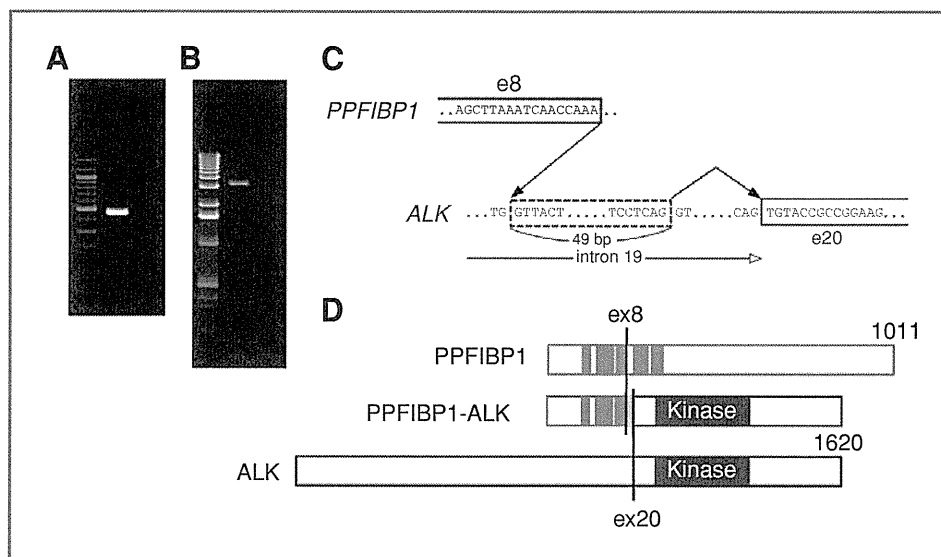 A
B
C
e8
PPFIBP1
..AGCTTAAATCAACCAAA..
ALK
...TG GTTACT.....TCCTCAG GT.....CAG TGTACCGCCGGAAG...
49 bp
e20
intron 19
D
ex8
1011
PPFIBP1
PPFIBP1-ALK
Kinase
1620
ALK
Kinase
ex20